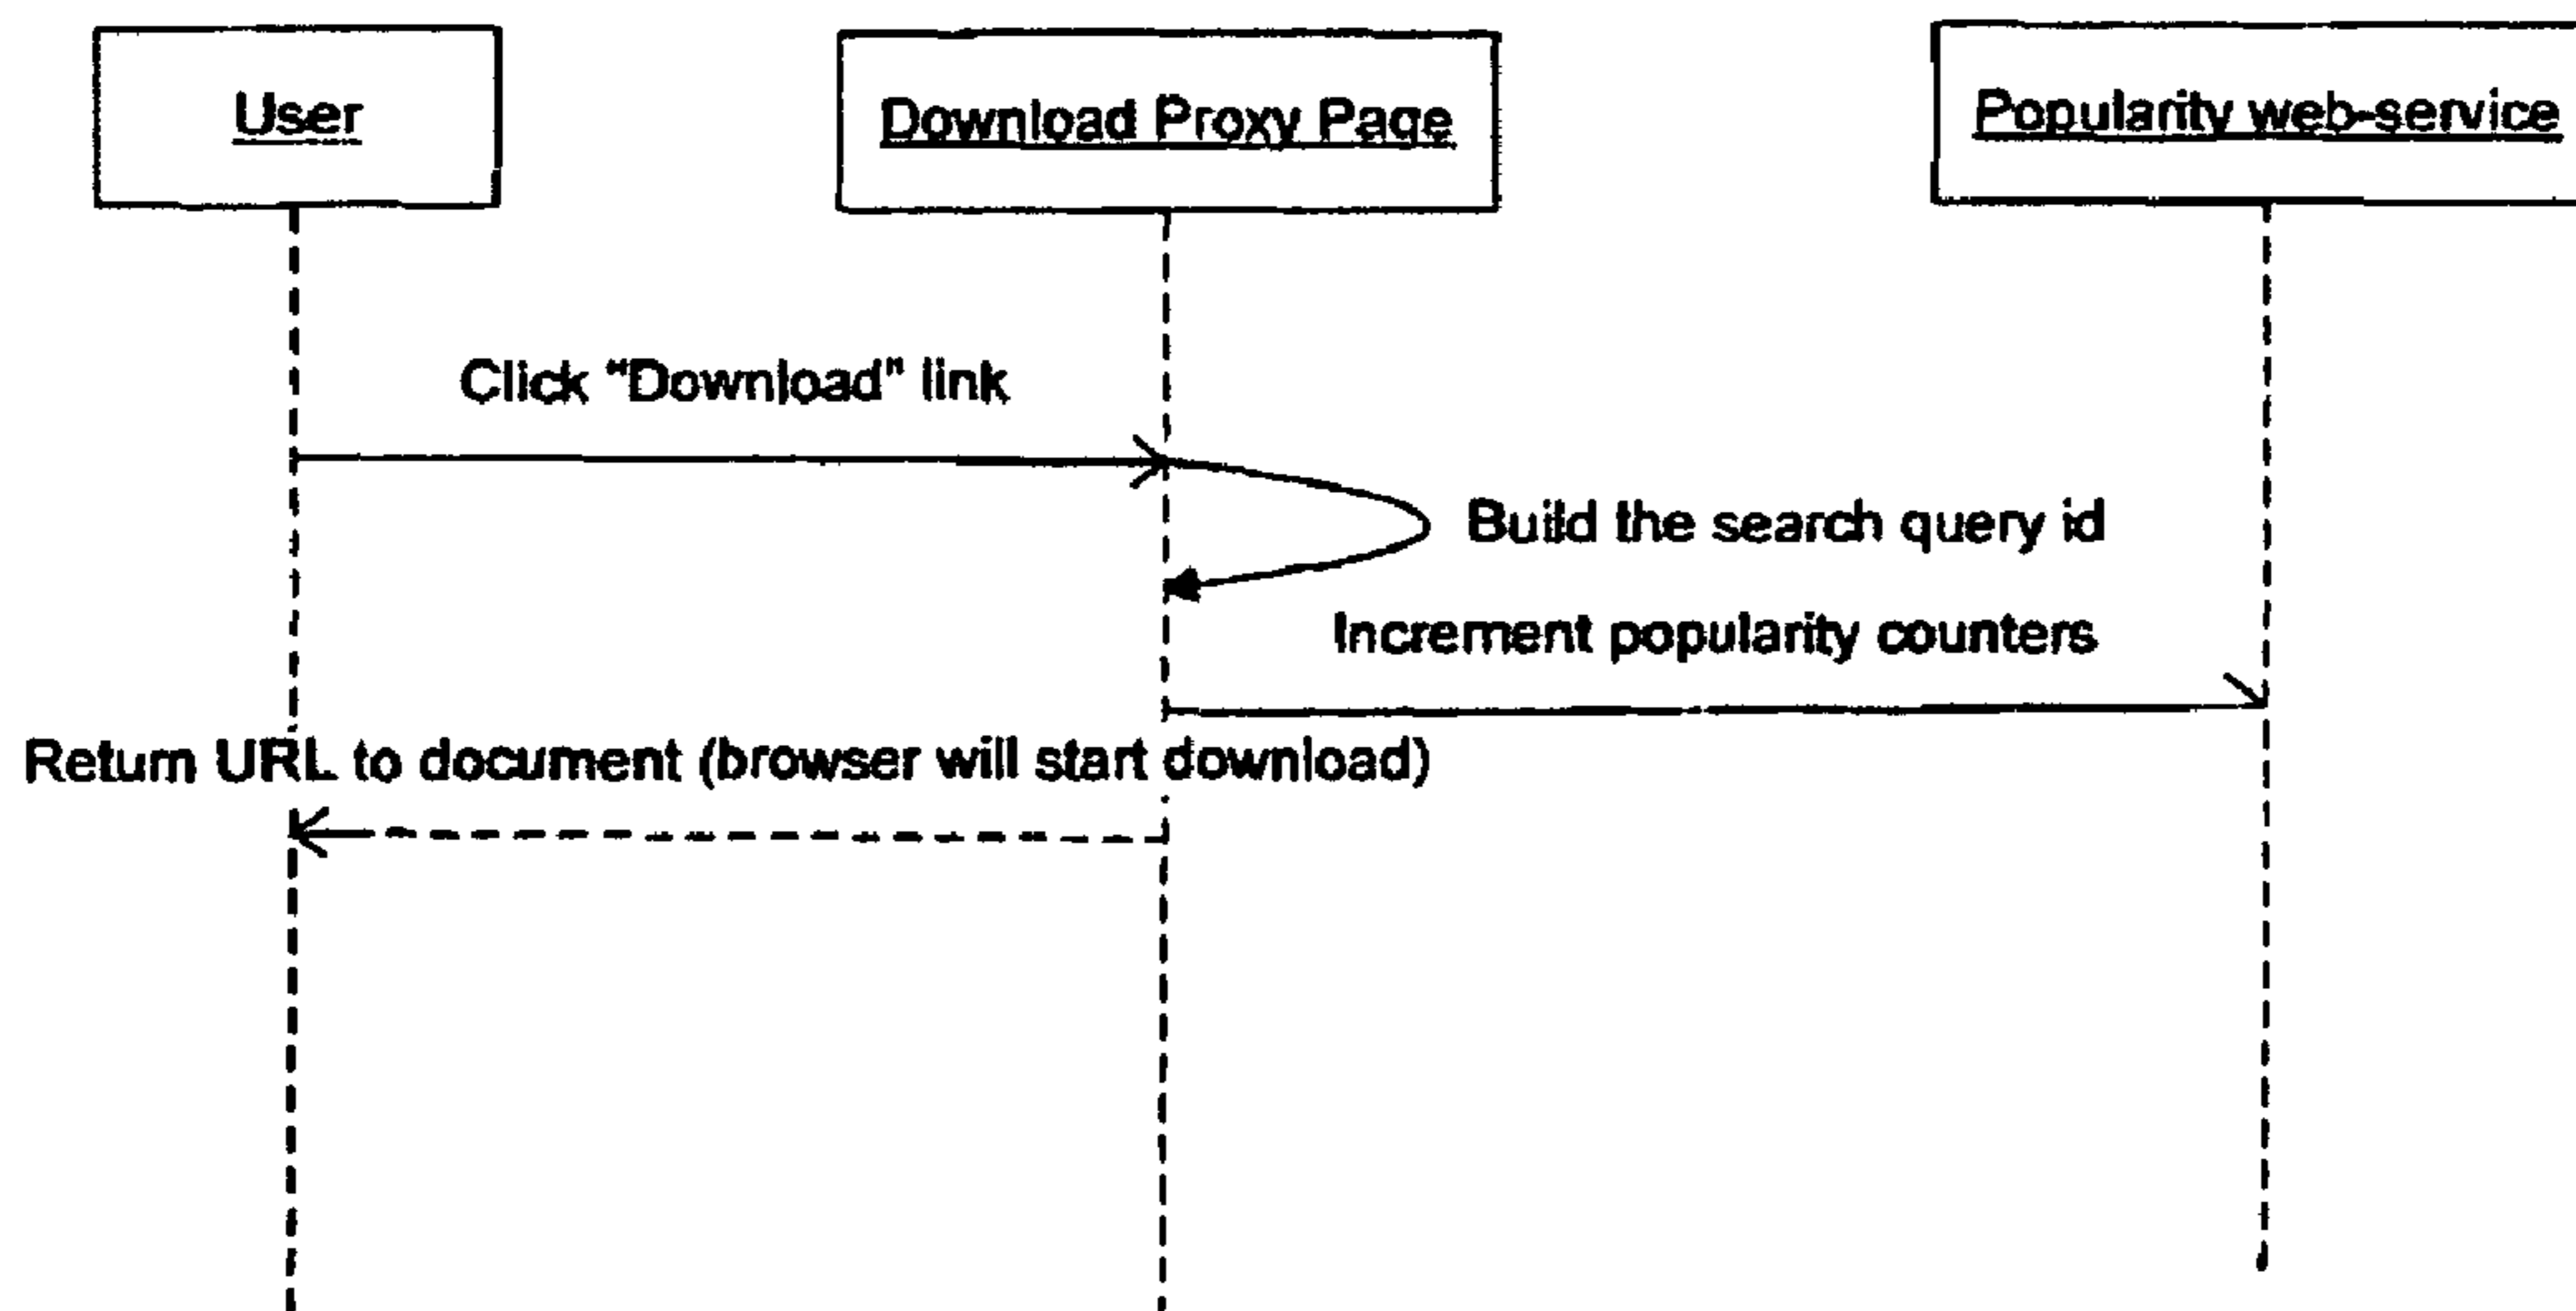 User
Download Proxy Page
Popularity web-service
Click "Download" link
Build the search query id
Increment popularity counters
Return URL to document (browser will start download)